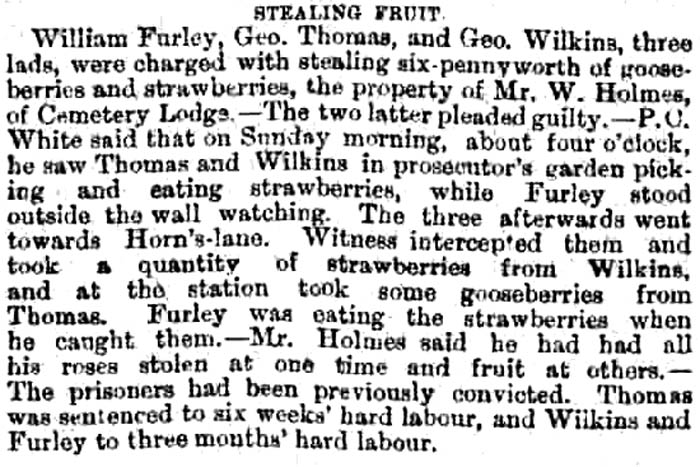 STEALING FRUIT.
William Furley, Geo. Thomas, and Geo. Wilkins, three
lads, were charged with stealing six-pennyworth of goose-
berries and strawberries, the property of Mr. W. Holmes,
of Cemetery Lodge.—The two latter pleaded guilty.—P.C.
White said that on Sunday morning, about four o'clock,
he saw Thomas and Wilkins in prosecutor's garden pick-
ing and eating strawberries, while Furley stood
outside the wall watching. The three afterwards went
towards Horn's-lane. Witness intercepted them and
took a quantity of strawberries from Wilkins,
and at the station took some gooseberries from
Thomas. Furley was eating the strawberries when
he caught them.—Mr. Holmes said he had had all
his roses stolen at one time and fruit at others.—
The prisoners had been previously convicted. Thomas
was sentenced to six weeks' hard labour, and Wilkins and
Furley to three months' hard labour.